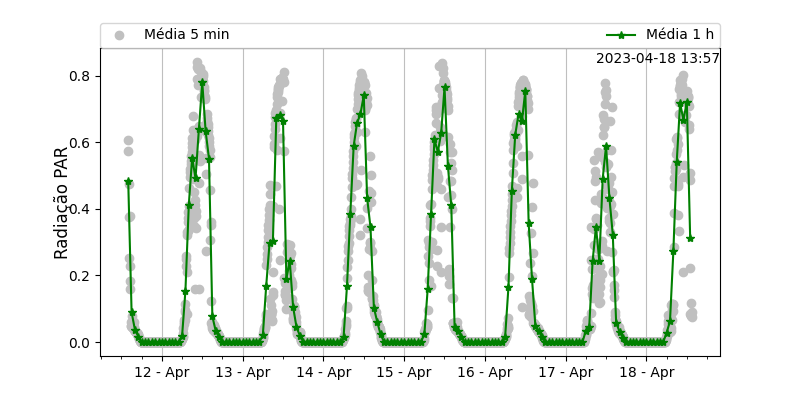 Média 5 min
Média 1 h
2023-04-18 13:57
Radiação PAR
0.8
0.6
0.4
0.2
0.0
12 - Apr
13 - Apr
14 - Apr
15 - Apr
16 - Apr
17 - Apr
18 - Apr